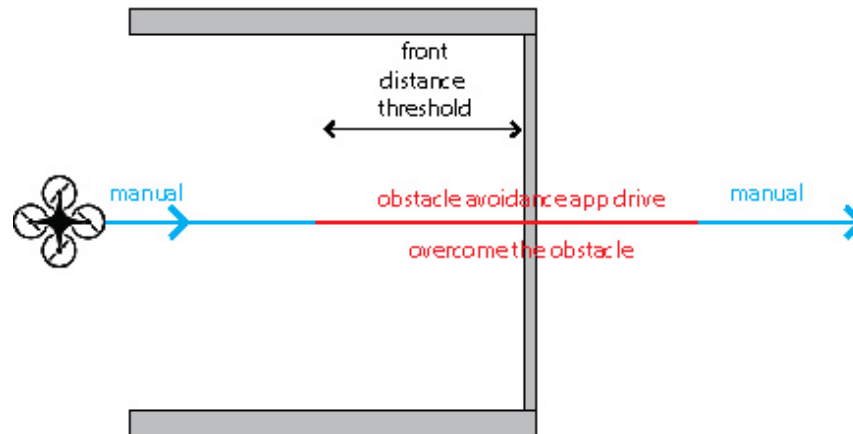 front
distance
threshold
manual
obstacle avoidance app drive
manual
overcome the obstacle